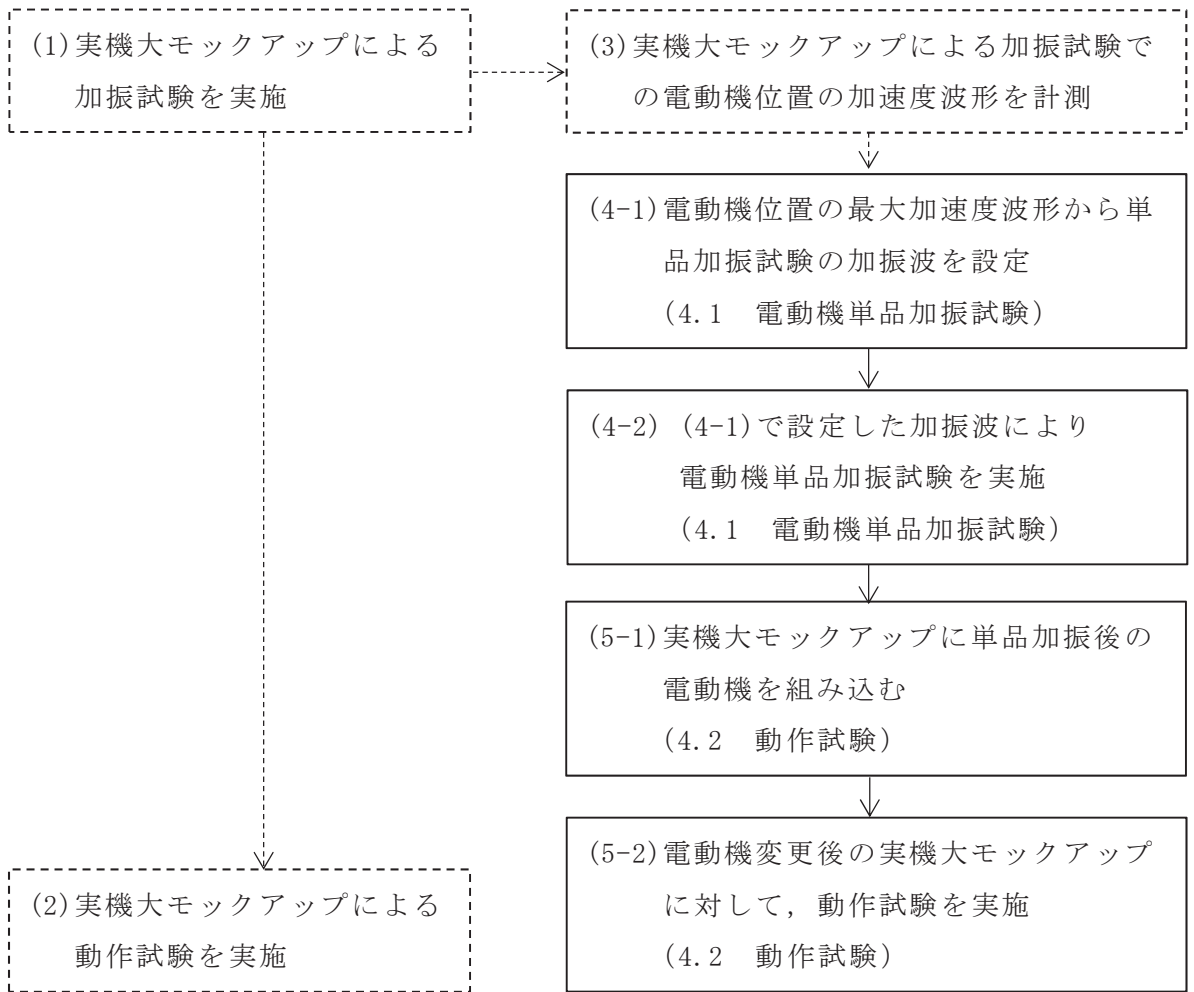 (1)実機大モックアップによる
加振試験を実施
(3)実機大モックアップによる加振試験で
の電動機位置の加速度波形を計測
(4-1)電動機位置の最大加速度波形から単
品加振試験の加振波を設定
(4.1　電動機単品加振試験)
(4-2) (4-1)で設定した加振波により
電動機単品加振試験を実施
(4.1　電動機単品加振試験)
(5-1)実機大モックアップに単品加振後の
電動機を組み込む
(4.2　動作試験)
(5-2)電動機変更後の実機大モックアップ
に対して，動作試験を実施
(4.2　動作試験)
(2)実機大モックアップによる
動作試験を実施